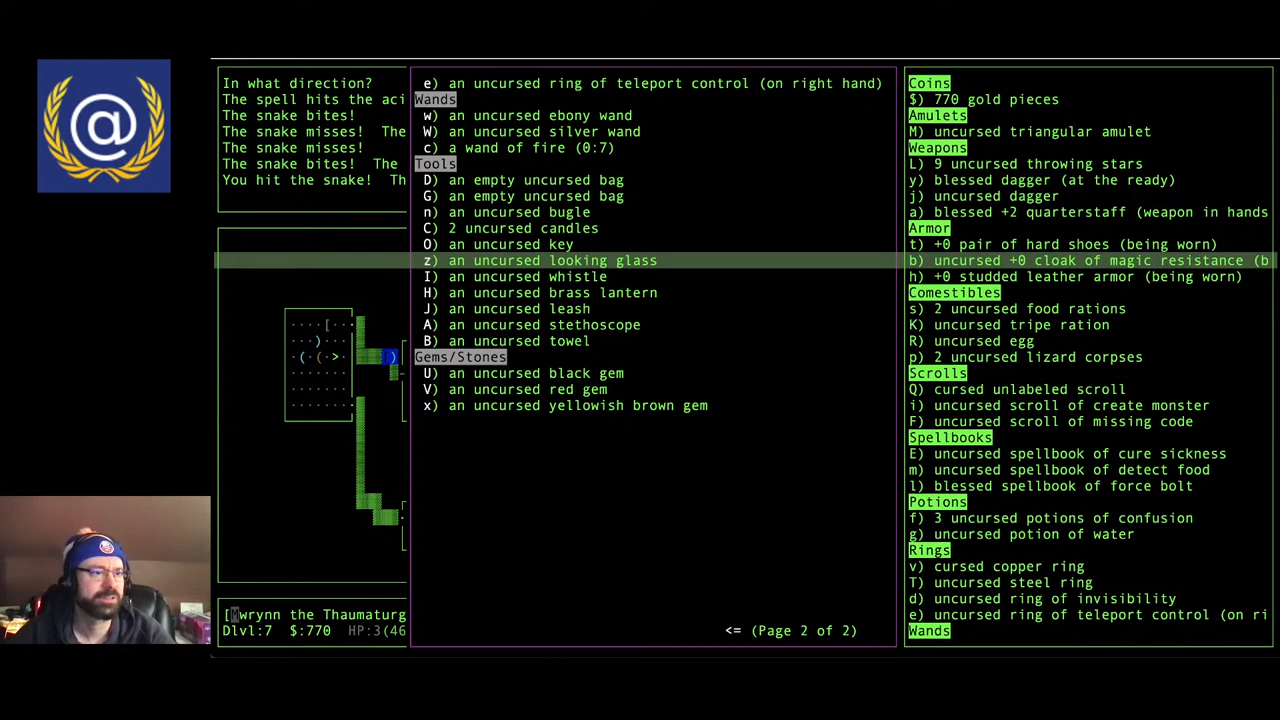 @
In what direction?
The spell hits the aci
The snake bites!
The snake misses!  The
The snake misses!
The snake bites!  The
You hit the snake!  Th
[Mwrynn the Thaumaturg
Dlvl:7  $:770  HP:3(46
e) an uncursed ring of teleport control (on right hand)
Wands
w) an uncursed ebony wand
W) an uncursed silver wand
c) a wand of fire (0:7)
Tools
D) an empty uncursed bag
G) an empty uncursed bag
n) an uncursed bugle
C) 2 uncursed candles
O) an uncursed key
z) an uncursed looking glass
I) an uncursed whistle
H) an uncursed brass lantern
J) an uncursed leash
A) an uncursed stethoscope
B) an uncursed towel
Gems/Stones
U) an uncursed black gem
V) an uncursed red gem
x) an uncursed yellowish brown gem
<= (Page 2 of 2)
Coins
$) 770 gold pieces
Amulets
M) uncursed triangular amulet
Weapons
L) 9 uncursed throwing stars
y) blessed dagger (at the ready)
j) uncursed dagger
a) blessed +2 quarterstaff (weapon in hands
Armor
t) +0 pair of hard shoes (being worn)
b) uncursed +0 cloak of magic resistance (b
h) +0 studded leather armor (being worn)
Comestibles
s) 2 uncursed food rations
K) uncursed tripe ration
R) uncursed egg
p) 2 uncursed lizard corpses
Scrolls
Q) cursed unlabeled scroll
i) uncursed scroll of create monster
F) uncursed scroll of missing code
Spellbooks
E) uncursed spellbook of cure sickness
m) uncursed spellbook of detect food
l) blessed spellbook of force bolt
Potions
f) 3 uncursed potions of confusion
g) uncursed potion of water
Rings
v) cursed copper ring
T) uncursed steel ring
d) uncursed ring of invisibility
e) uncursed ring of teleport control (on ri
Wands